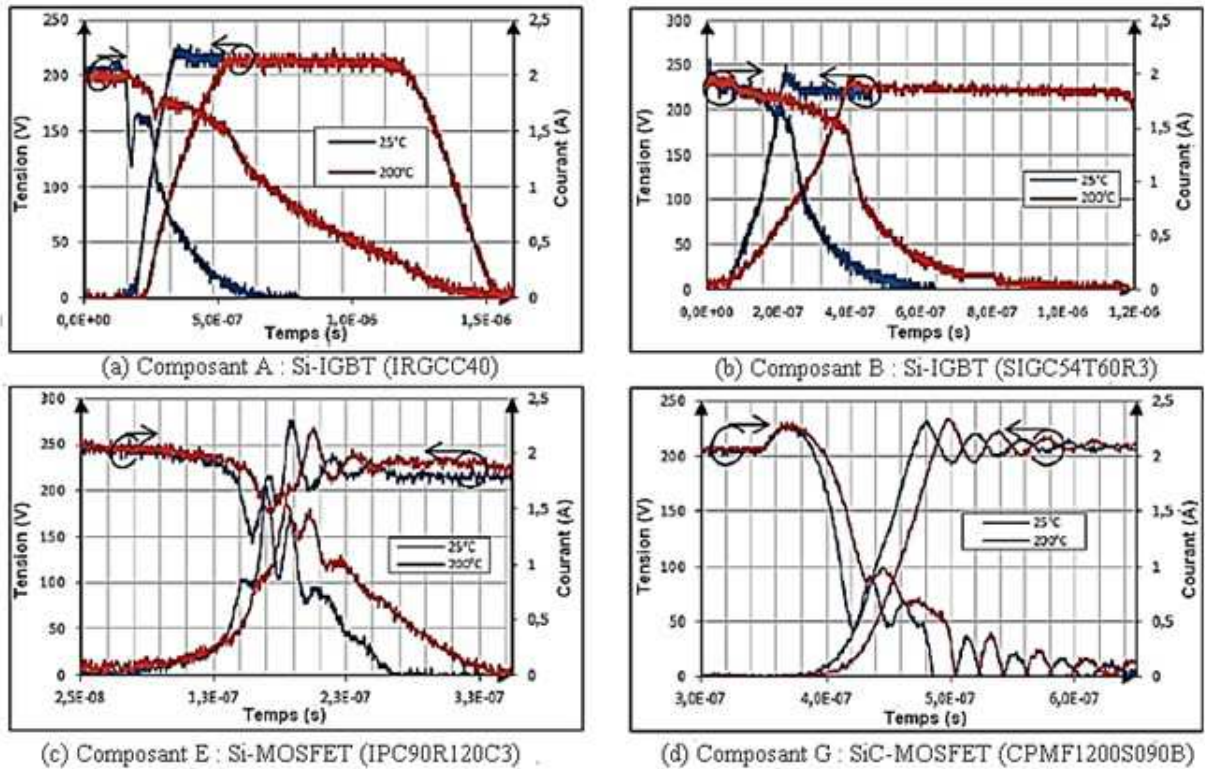 250
200
150
100
50
0
Tension (V)
2,5
2
1,5
1
0,5
0
Courant (A)
25°C
200°C
0,0E+00
5,0E-07
1,0E-06
1,5E-06
Temps (s)
(a) Composant A : Si-IGBT (IRGCC40)
300
250
200
150
100
50
0
Tension (V)
2,5
2
1,5
1
0,5
0
Courant (A)
25°C
200°C
0,0E+00
2,0E-07
4,0E-07
6,0E-07
8,0E-07
1,0E-06
1,2E-06
Temps (s)
(b) Composant B : Si-IGBT (SIGC54T60R3)
300
250
200
150
100
50
0
Tension (V)
2,5
2
1,5
1
0,5
0
Courant (A)
25°C
200°C
2,5E-08
1,3E-07
2,3E-07
3,3E-07
Temps (s)
(c) Composant E : Si-MOSFET (IPC90R120C3)
250
200
150
100
50
0
Tension (V)
2,5
2
1,5
1
0,5
0
Courant (A)
25°C
200°C
3,0E-07
4,0E-07
5,0E-07
6,0E-07
Temps (s)
(d) Composant G : SiC-MOSFET (CPMF1200S090B)